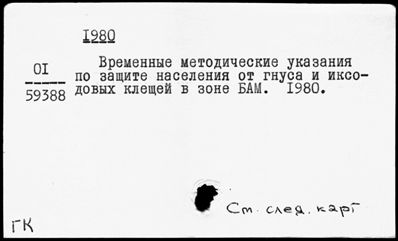 1980
01
59388
Временные методические указания
по защите населения от гнуса и иксо-
довых клещей в зоне БАМ. 1980.
См. след. карт
ГК